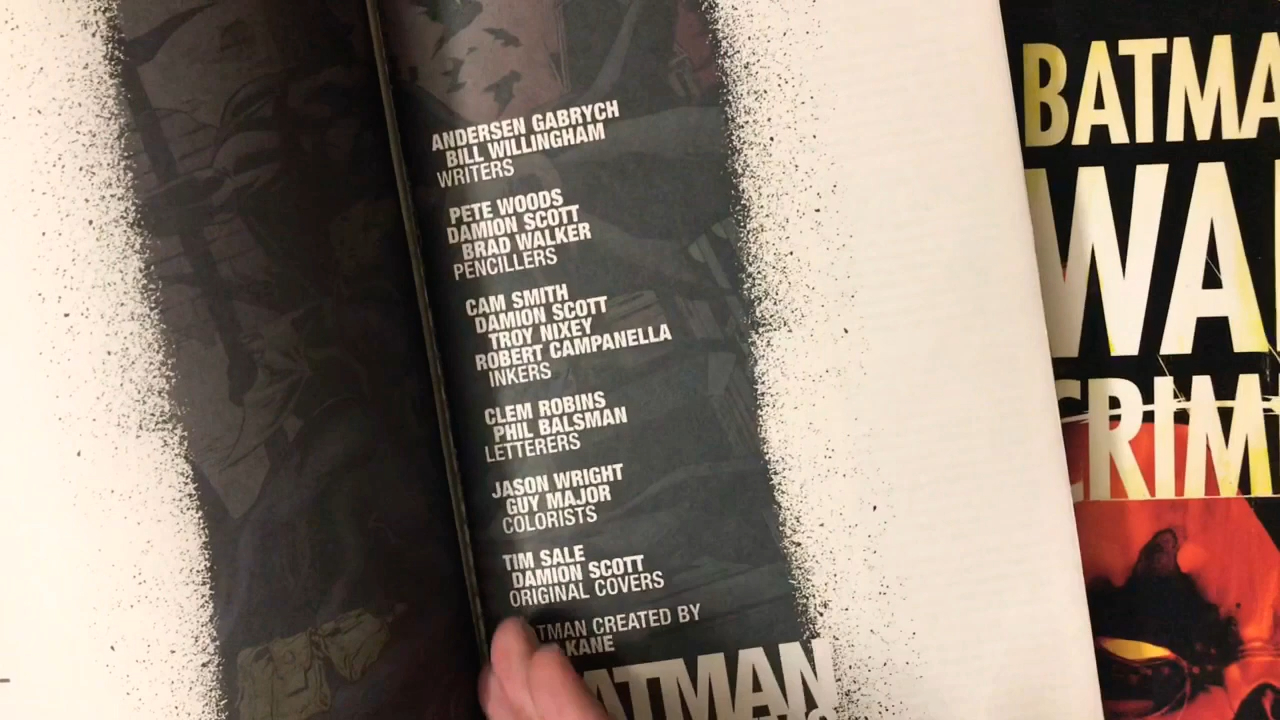 ANDERSEN GABRYCH
BILL WILLINGHAM
WRITERS
PETE WOODS
DAMION SCOTT
BRAD WALKER
PENCILLERS
CAM SMITH
DAMION SCOTT
TROY NIXEY
ROBERT CAMPANELLA
INKERS
CLEM ROBINS
PHIL BALSMAN
LETTERERS
JASON WRIGHT
GUY MAJOR
COLORISTS
TIM SALE
DAMION SCOTT
ORIGINAL COVERS
TMAN CREATED BY
KANE
ATMAN
BATMA
WA
CRIM